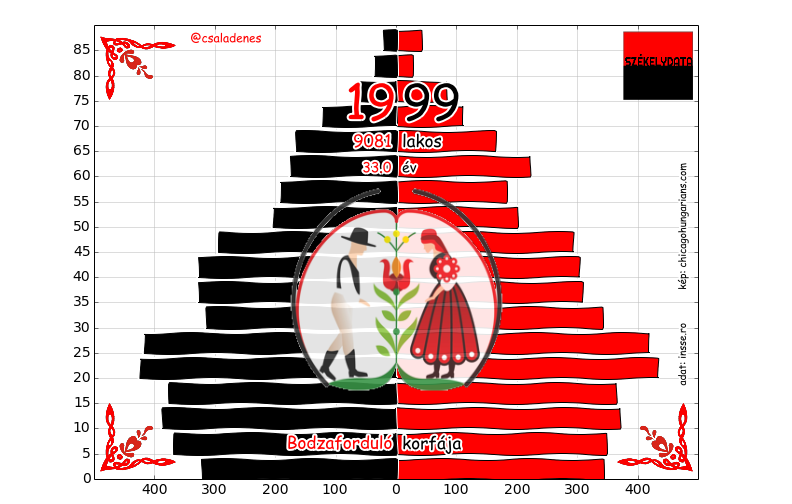 @csaladenes
SZÉKELYDATA
1999
9081 lakos
33.0 év
kép: chicagohungarians.com
adat: insse.ro
Bodzaforduló korfája
85
80
75
70
65
60
55
50
45
40
35
30
25
20
15
10
5
0
400 300 200 100 0 100 200 300 400